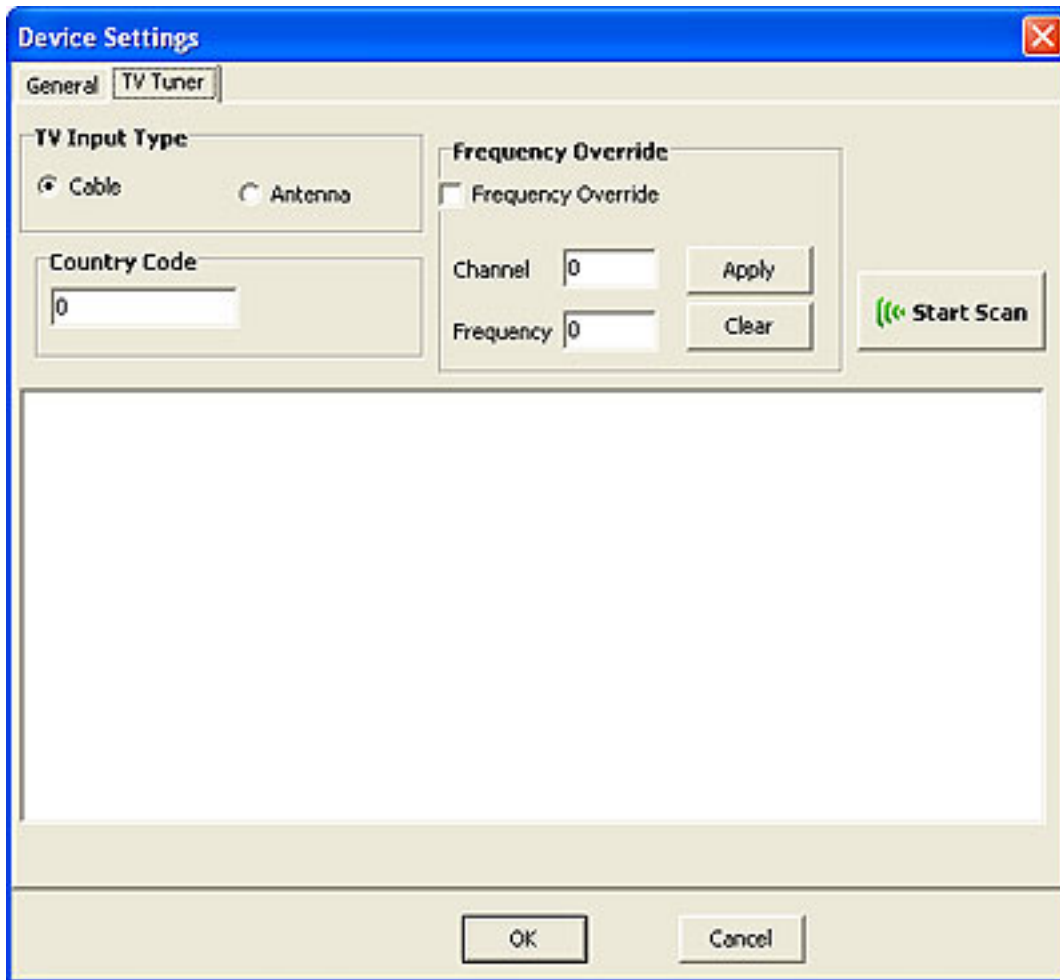 Device Settings
General TV Tuner
TV Input Type
Cable Antenna
Country Code
0
Frequency Override
Frequency Override
Channel 0 Apply
Frequency 0 Clear
Start Scan
OK Cancel